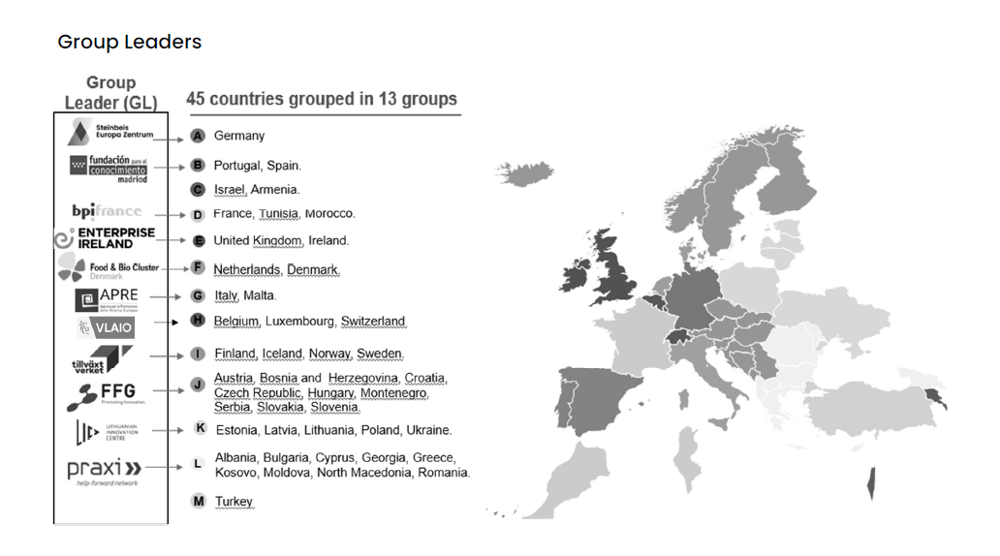 Group Leaders
Group
Leader (GL)
45 countries grouped in 13 groups
Steinbeis
Europa Zentrum
A Germany
fundación para el
conocimiento
madrid
B Portugal, Spain.
C Israel, Armenia.
bpifrance
D France, Tunisia, Morocco.
ENTERPRISE
IRELAND
E United Kingdom, Ireland.
Food & Bio Cluster
Denmark
F Netherlands, Denmark.
APRE
G Italy, Malta.
VLAIO
H Belgium, Luxembourg, Switzerland
tillväxt
verket
I Finland, Iceland, Norway, Sweden.
FFG
Promoting Innovation.
J Austria, Bosnia and Herzegovina, Croatia,
Czech Republic, Hungary, Montenegro,
Serbia, Slovakia, Slovenia.
LITHUANIAN
INNOVATION
CENTRE
K Estonia, Latvia, Lithuania, Poland, Ukraine.
praxi
help-forward network
L Albania, Bulgaria, Cyprus, Georgia, Greece,
Kosovo, Moldova, North Macedonia, Romania.
M Turkey